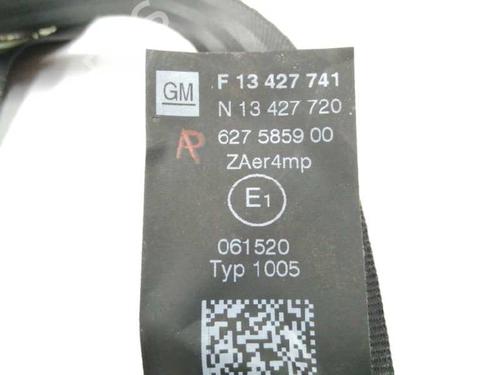 GM
F 13 427 741
N 13 427 720
AP
627 5859 00
ZAer4mp
E1
061520
Typ 1005